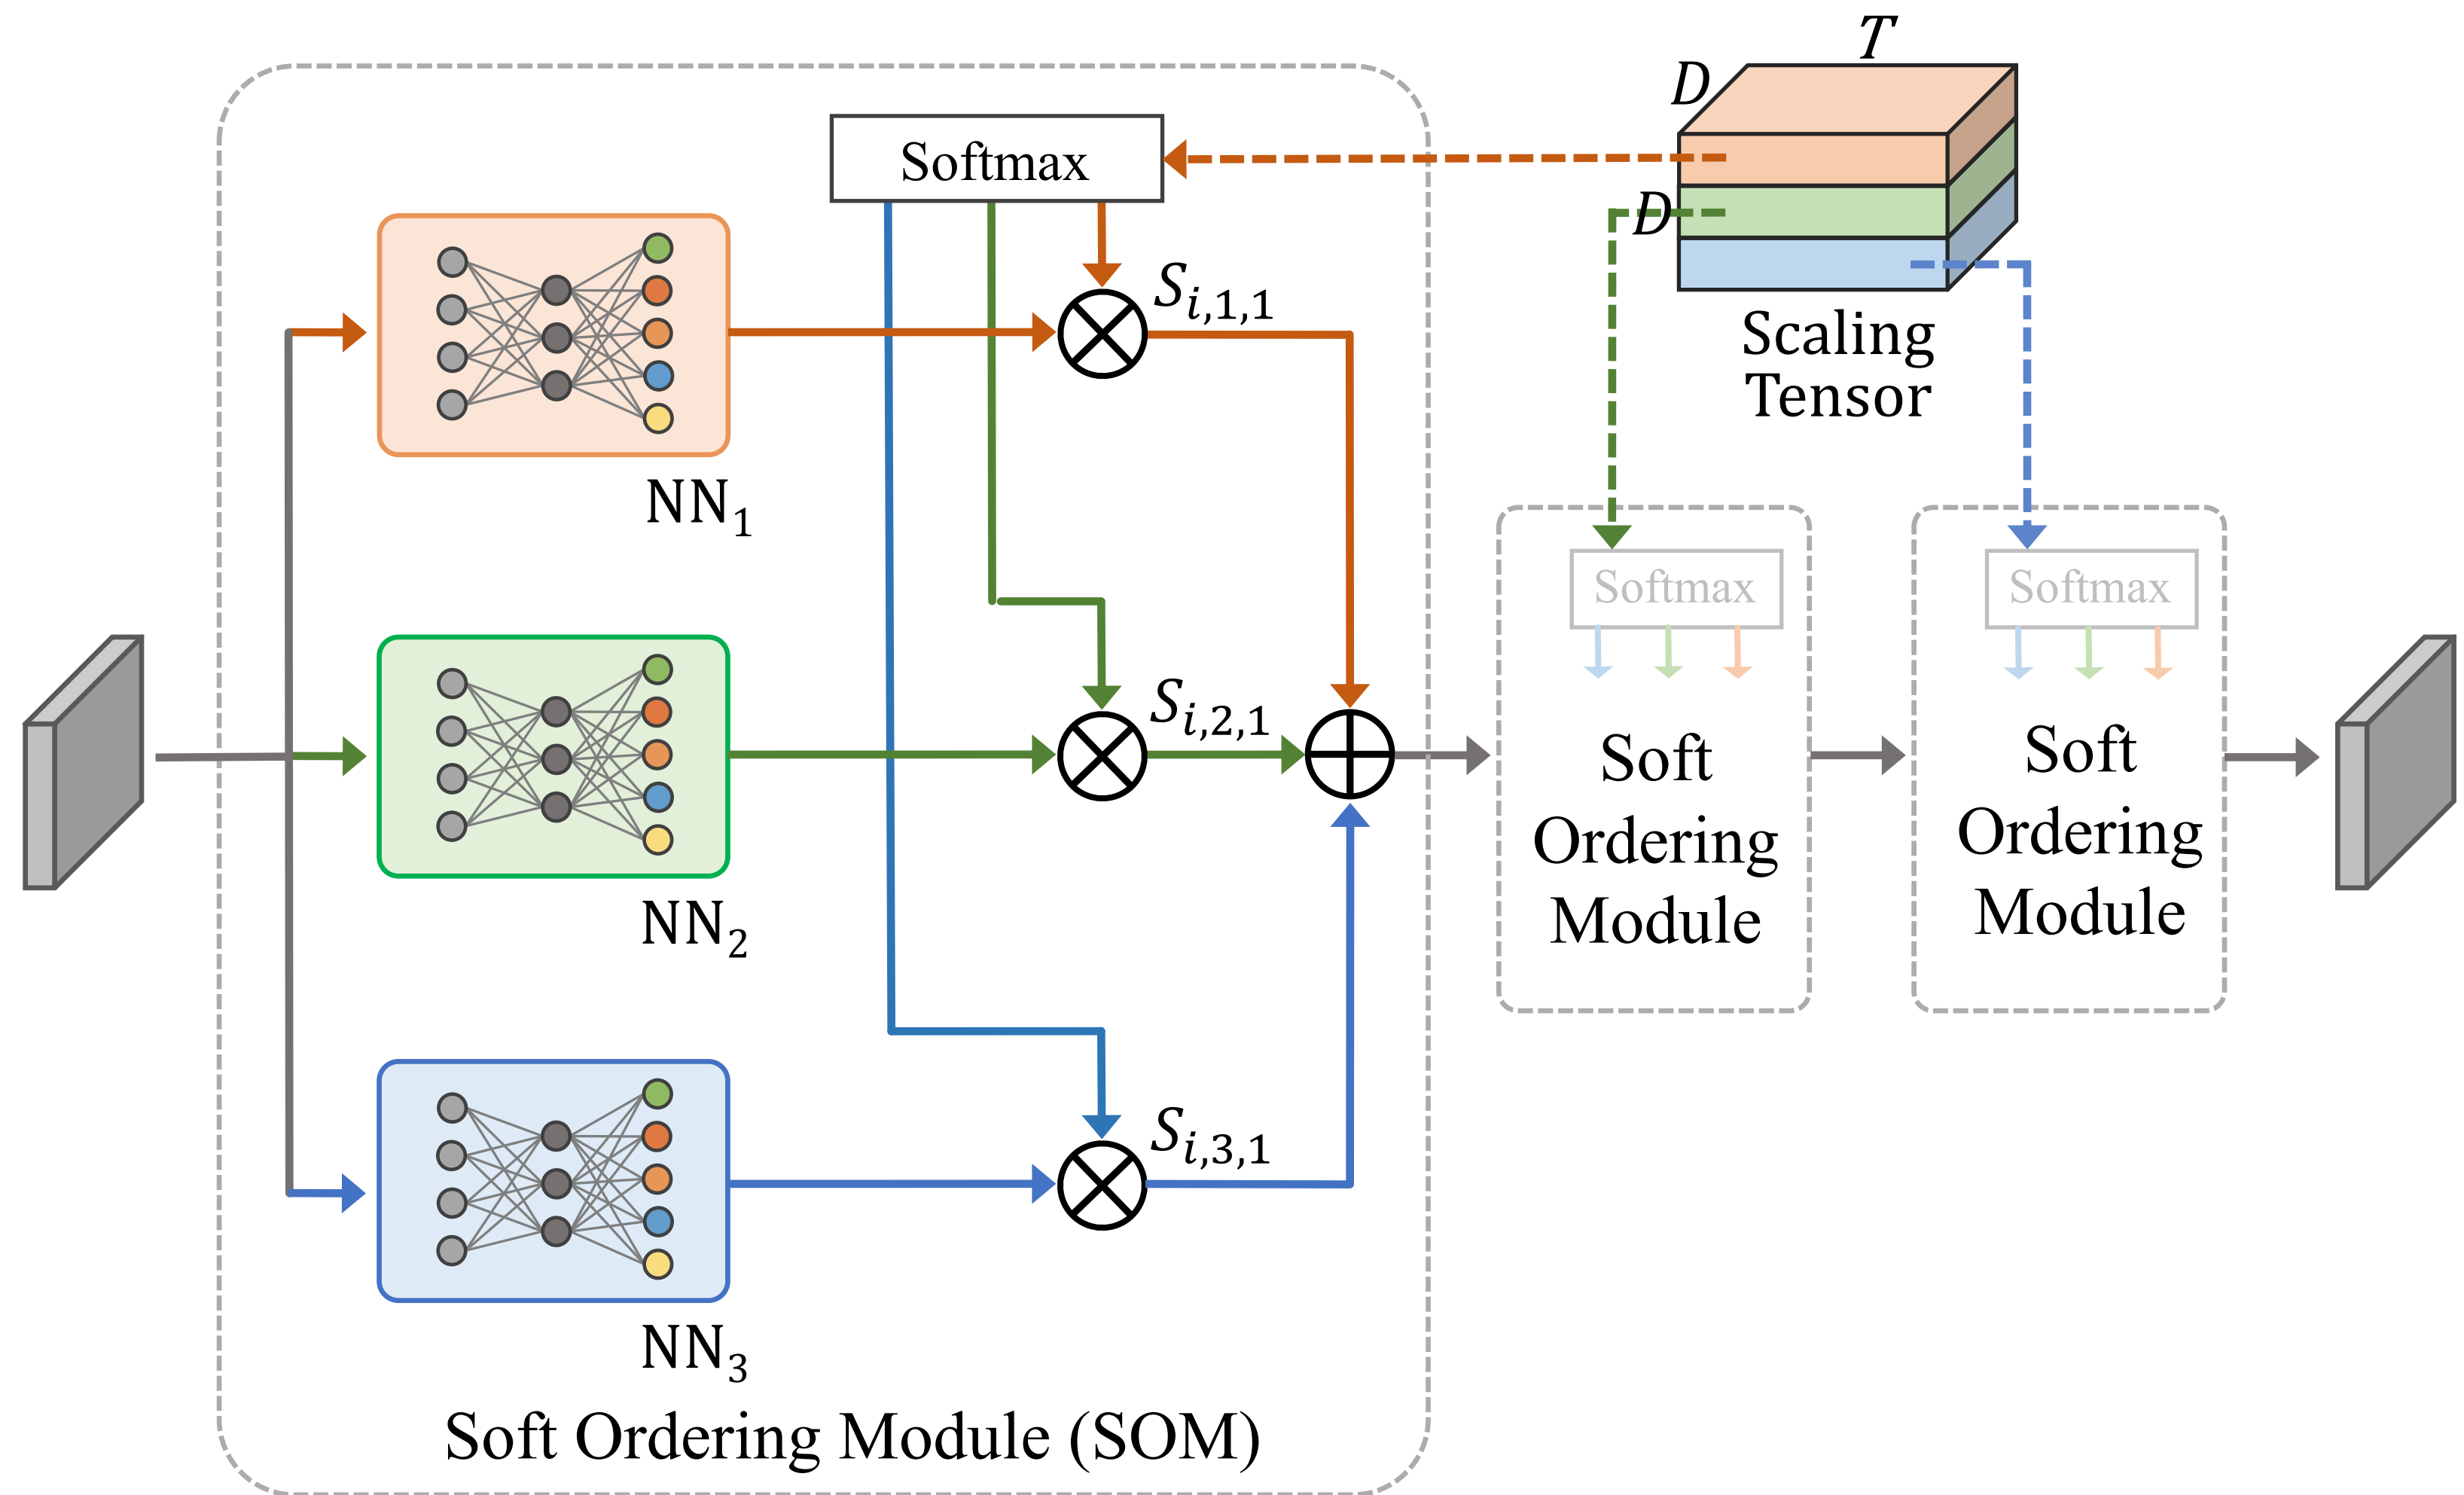 T
D
Softmax
D
S_{i,1,1}
Scaling
Tensor
NN_1
Softmax
Softmax
S_{i,2,1}
Soft
Ordering
Module
Soft
Ordering
Module
NN_2
S_{i,3,1}
NN_3
Soft Ordering Module (SOM)